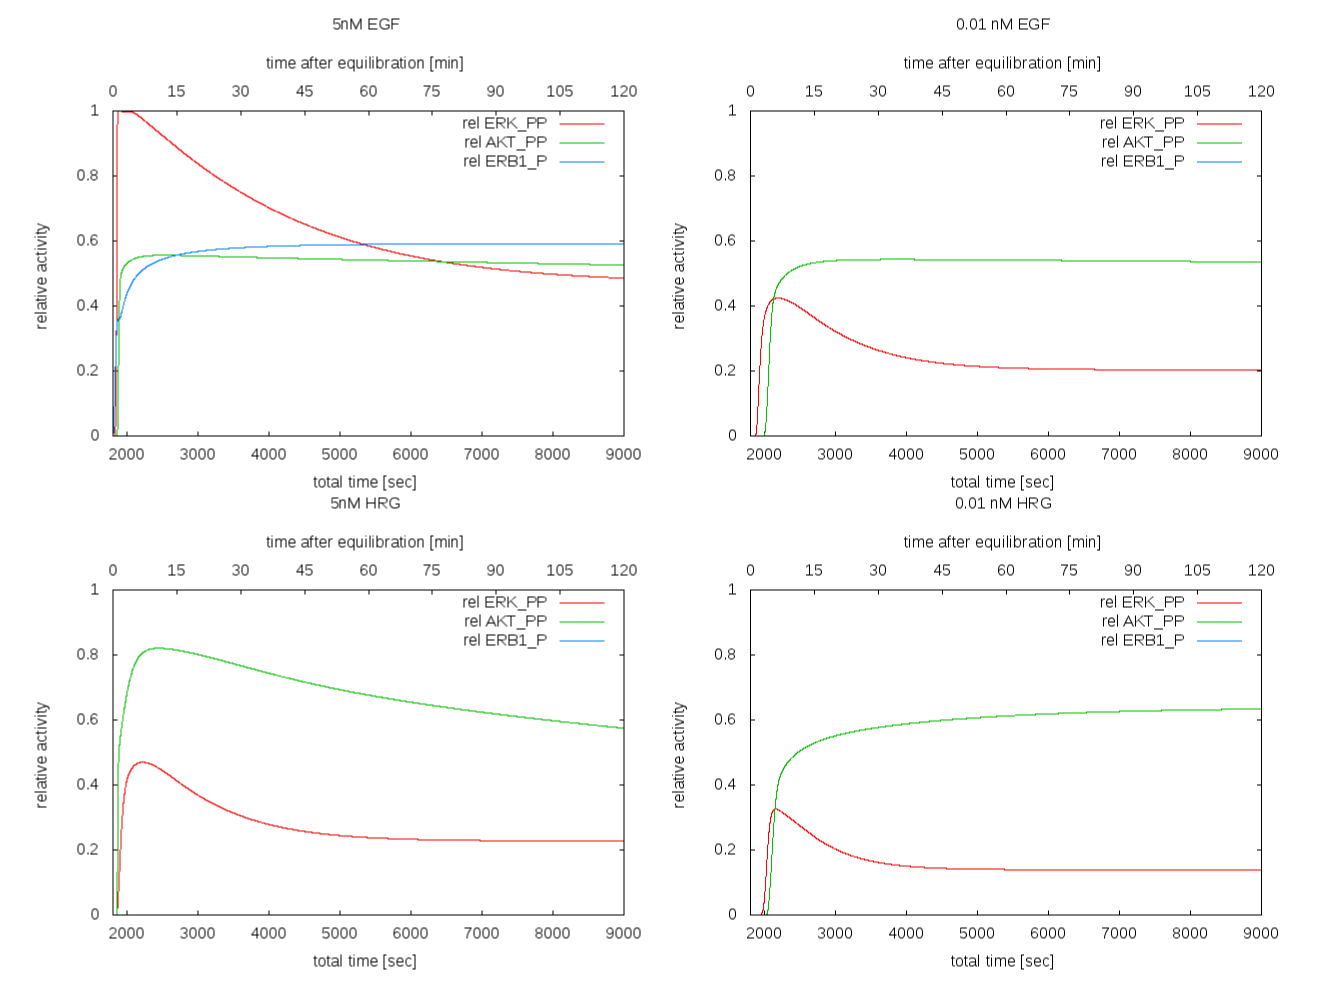 5nM EGF
time after equilibration [min]
0 15 30 45 60 75 90 105 120
rel ERK_PP
rel AKT_PP
rel ERB1_P
1
0.8
0.6
0.4
0.2
0
relative activity
2000 3000 4000 5000 6000 7000 8000 9000
total time [sec]
0.01 nM EGF
time after equilibration [min]
0 15 30 45 60 75 90 105 120
rel ERK_PP
rel AKT_PP
rel ERB1_P
1
0.8
0.6
0.4
0.2
0
relative activity
2000 3000 4000 5000 6000 7000 8000 9000
total time [sec]
5nM HRG
time after equilibration [min]
0 15 30 45 60 75 90 105 120
rel ERK_PP
rel AKT_PP
rel ERB1_P
1
0.8
0.6
0.4
0.2
0
relative activity
2000 3000 4000 5000 6000 7000 8000 9000
total time [sec]
0.01 nM HRG
time after equilibration [min]
0 15 30 45 60 75 90 105 120
rel ERK_PP
rel AKT_PP
rel ERB1_P
1
0.8
0.6
0.4
0.2
0
relative activity
2000 3000 4000 5000 6000 7000 8000 9000
total time [sec]